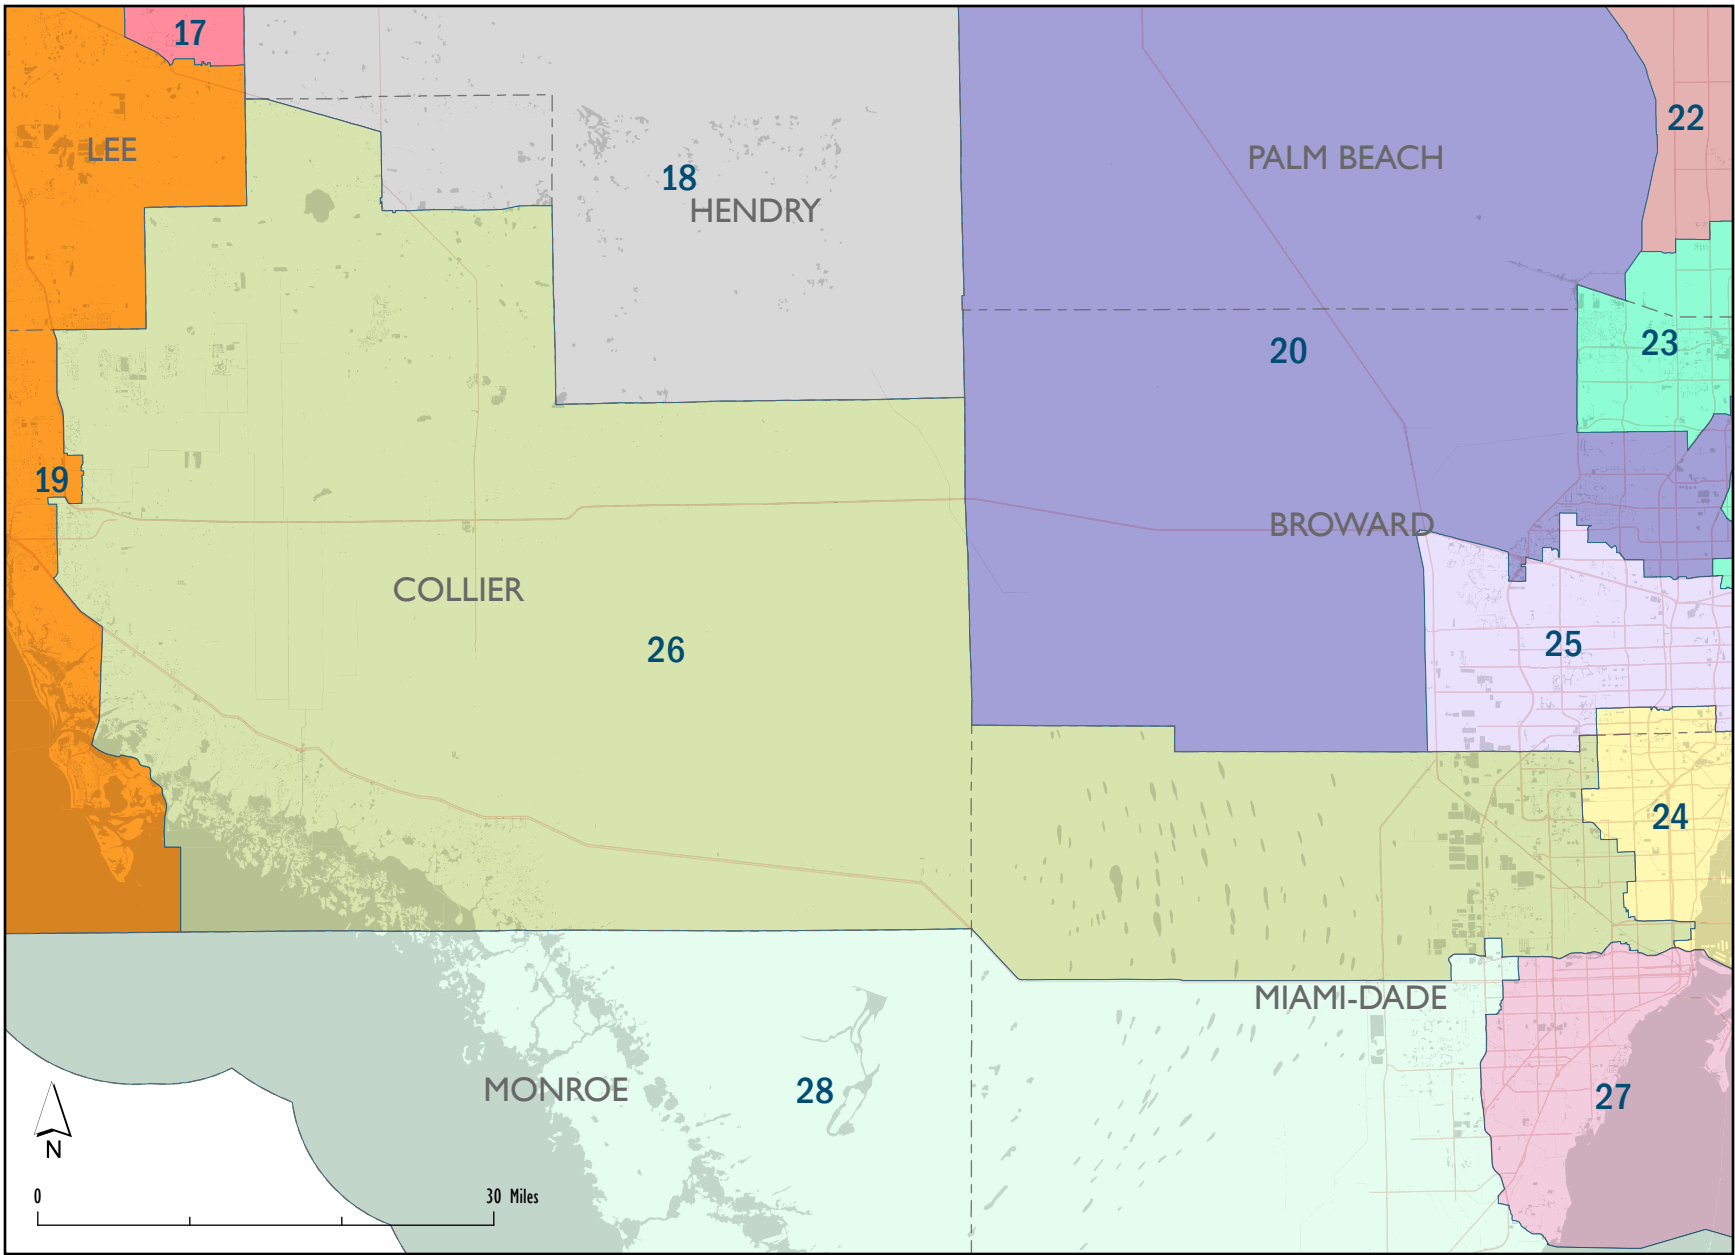 17
22
LEE
PALM BEACH
18
HENDRY
23
20
19
BROWARD
COLLIER
25
26
24
MIAMI-DADE
MONROE
28
27
N
0 30 Miles